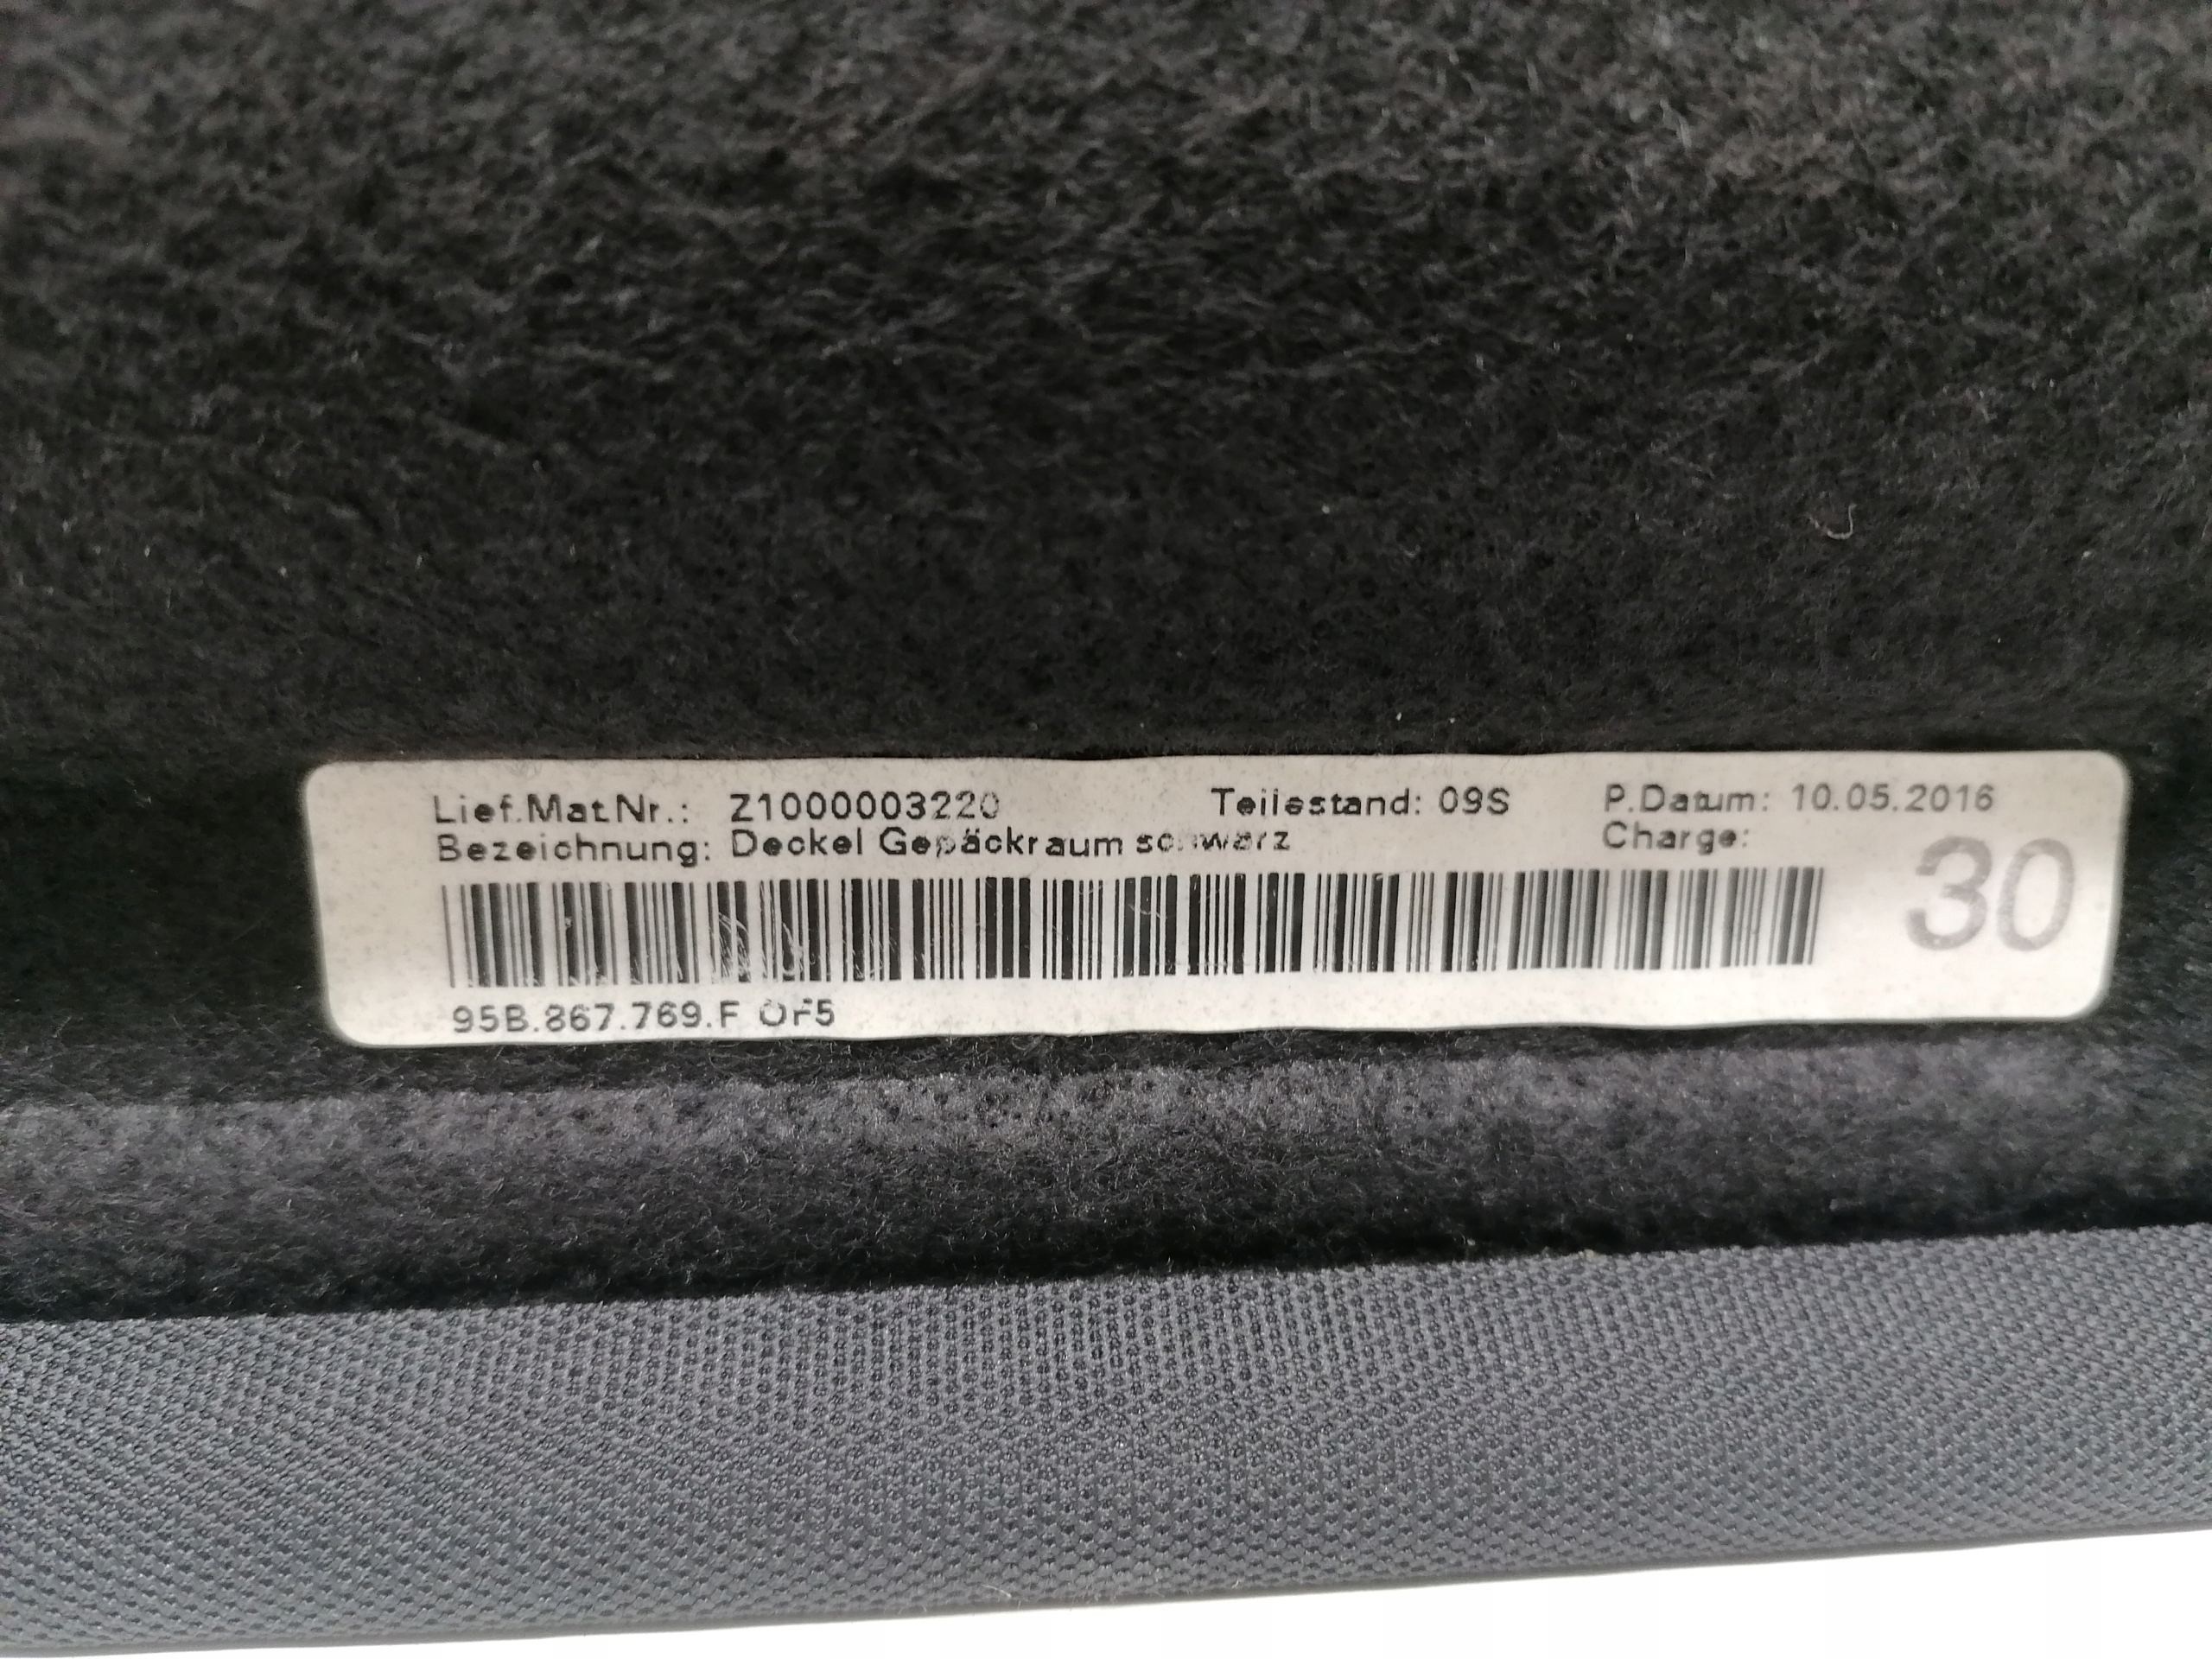 Lief.Mat.Nr.: Z1000003220 Teilestand: 09S P.Datum: 10.05.2016
Bezeichnung: Deckel Gepäckraum schwarz Charge:
30
95B.867.769.F OF5